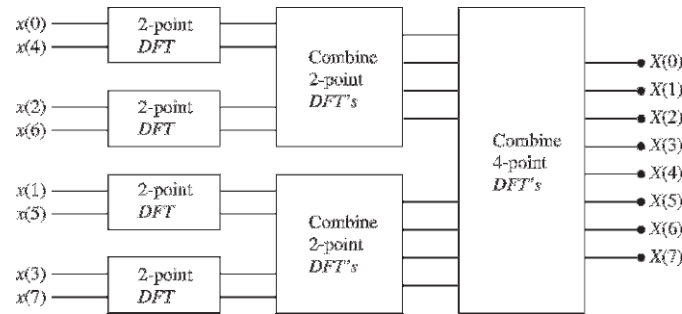 x(0)
x(4)
2-point
DFT
x(2)
x(6)
2-point
DFT
x(1)
x(5)
2-point
DFT
x(3)
x(7)
2-point
DFT
Combine
2-point
DFT's
Combine
2-point
DFT's
Combine
4-point
DFT's
X(0)
X(1)
X(2)
X(3)
X(4)
X(5)
X(6)
X(7)